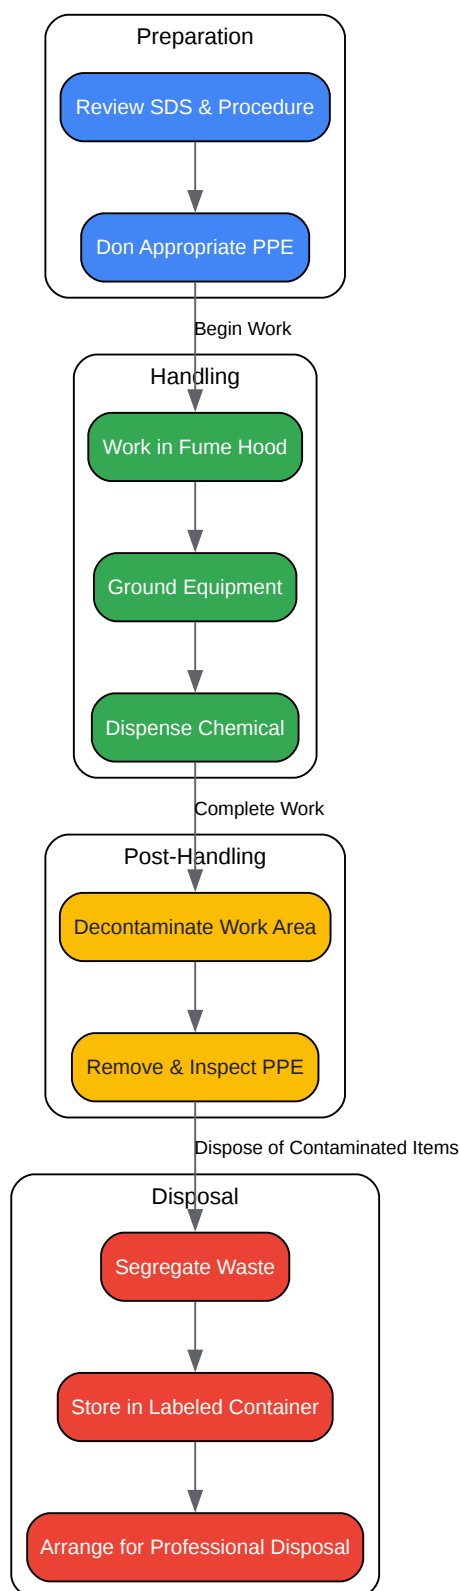 Preparation
Review SDS & Procedure
Don Appropriate PPE
Begin Work
Handling
Work in Fume Hood
Ground Equipment
Dispense Chemical
Complete Work
Post-Handling
Decontaminate Work Area
Remove & Inspect PPE
Dispose of Contaminated Items
Disposal
Segregate Waste
Store in Labeled Container
Arrange for Professional Disposal